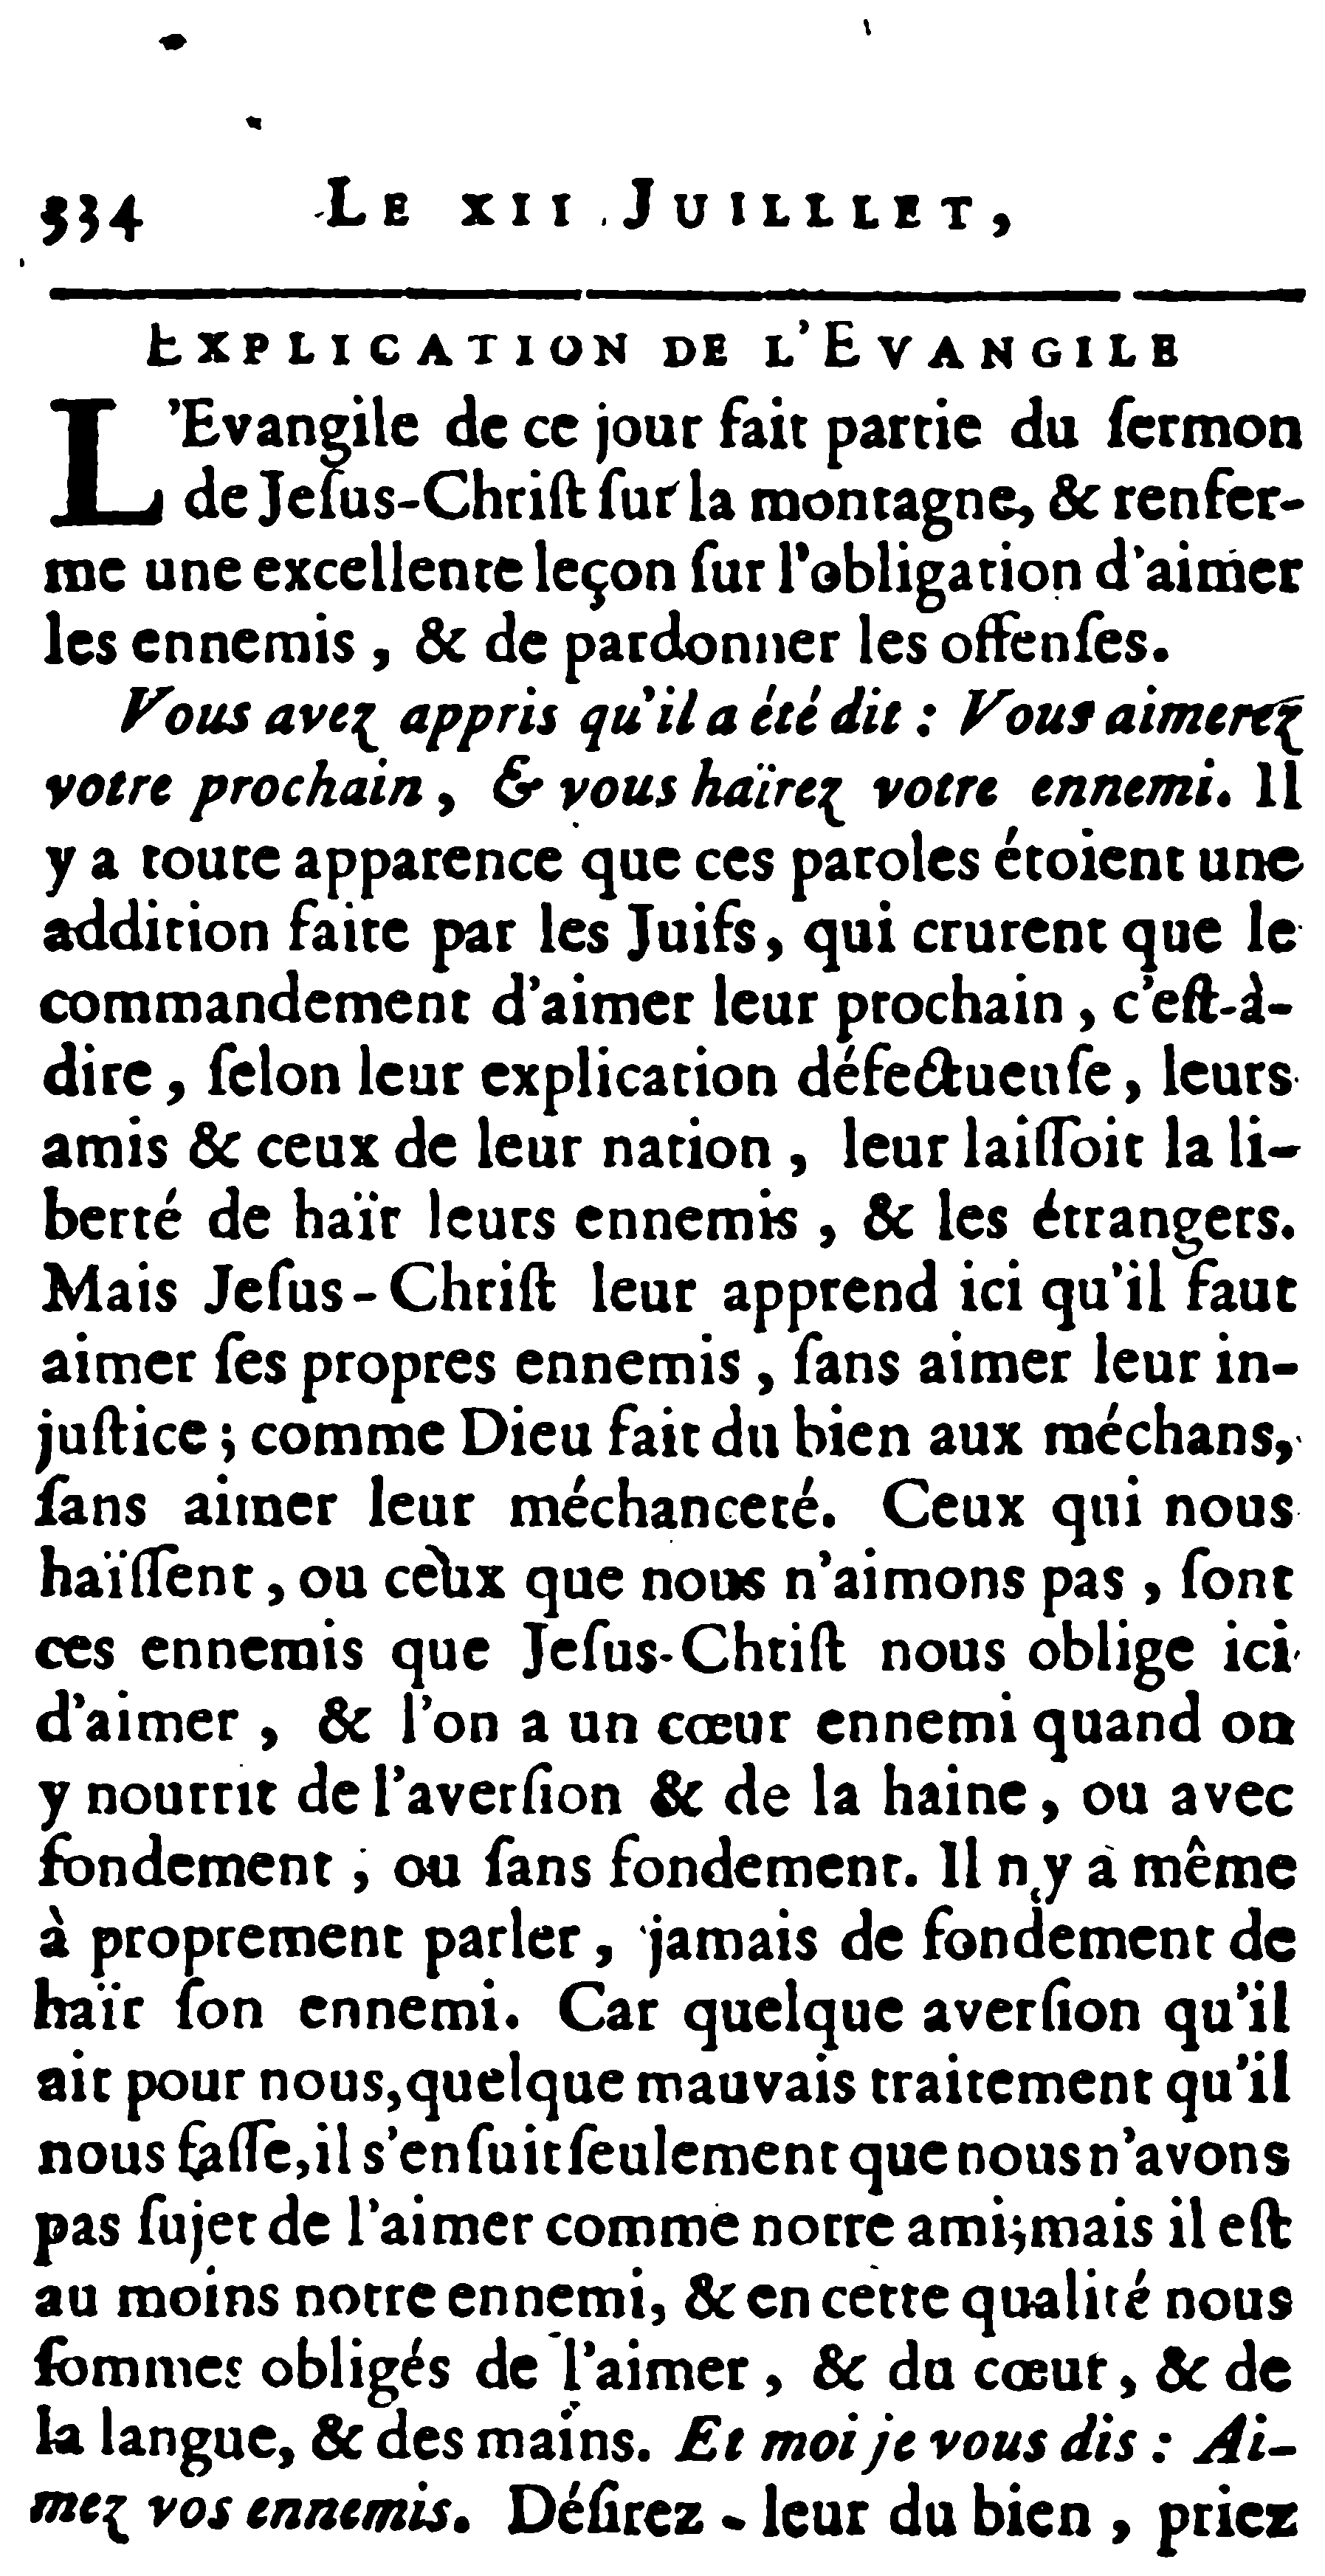 534 LE XII JUILLLET,
EXPLICATION DE L'EVANGILE
L'Evangile de ce jour fait partie du ſermon
de Jeſus-Chriſt ſur la montagne, & renfer-
me une excellente leçon ſur l'obligation d'aimer
les ennemis, & de pardonner les offenſes.
Vous avez appris qu'il a été dit : Vous aimerez
votre prochain, & vous haïrez votre ennemi. Il
y a toute apparence que ces paroles étoient une
addition faite par les Juifs, qui crurent que le
commandement d'aimer leur prochain, c'eſt-à-
dire, ſelon leur explication défectueuſe, leurs
amis & ceux de leur nation, leur laiſſoit la li-
berté de haïr leurs ennemis, & les étrangers.
Mais Jeſus-Chriſt leur apprend ici qu'il faut
aimer ſes propres ennemis, ſans aimer leur in-
juſtice ; comme Dieu fait du bien aux méchans,
ſans aimer leur méchanceté. Ceux qui nous
haïſſent, ou ceux que nous n'aimons pas, ſont
ces ennemis que Jeſus-Chriſt nous oblige ici
d'aimer, & l'on a un cœur ennemi quand on
y nourrit de l'averſion & de la haine, ou avec
fondement ; ou ſans fondement. Il n,y a même
à proprement parler, jamais de fondement de
haïr ſon ennemi. Car quelque averſion qu'il
ait pour nous, quelque mauvais traitement qu'il
nous faſſe, il s'enſuit ſeulement que nous n'avons
pas ſujet de l'aimer comme notre ami; mais il eſt
au moins notre ennemi, & en cette qualité nous
ſommes obligés de l'aimer, & du cœur, & de
la langue, & des mains. Et moi je vous dis : Ai-
mez vos ennemis. Déſirez-leur du bien, priez